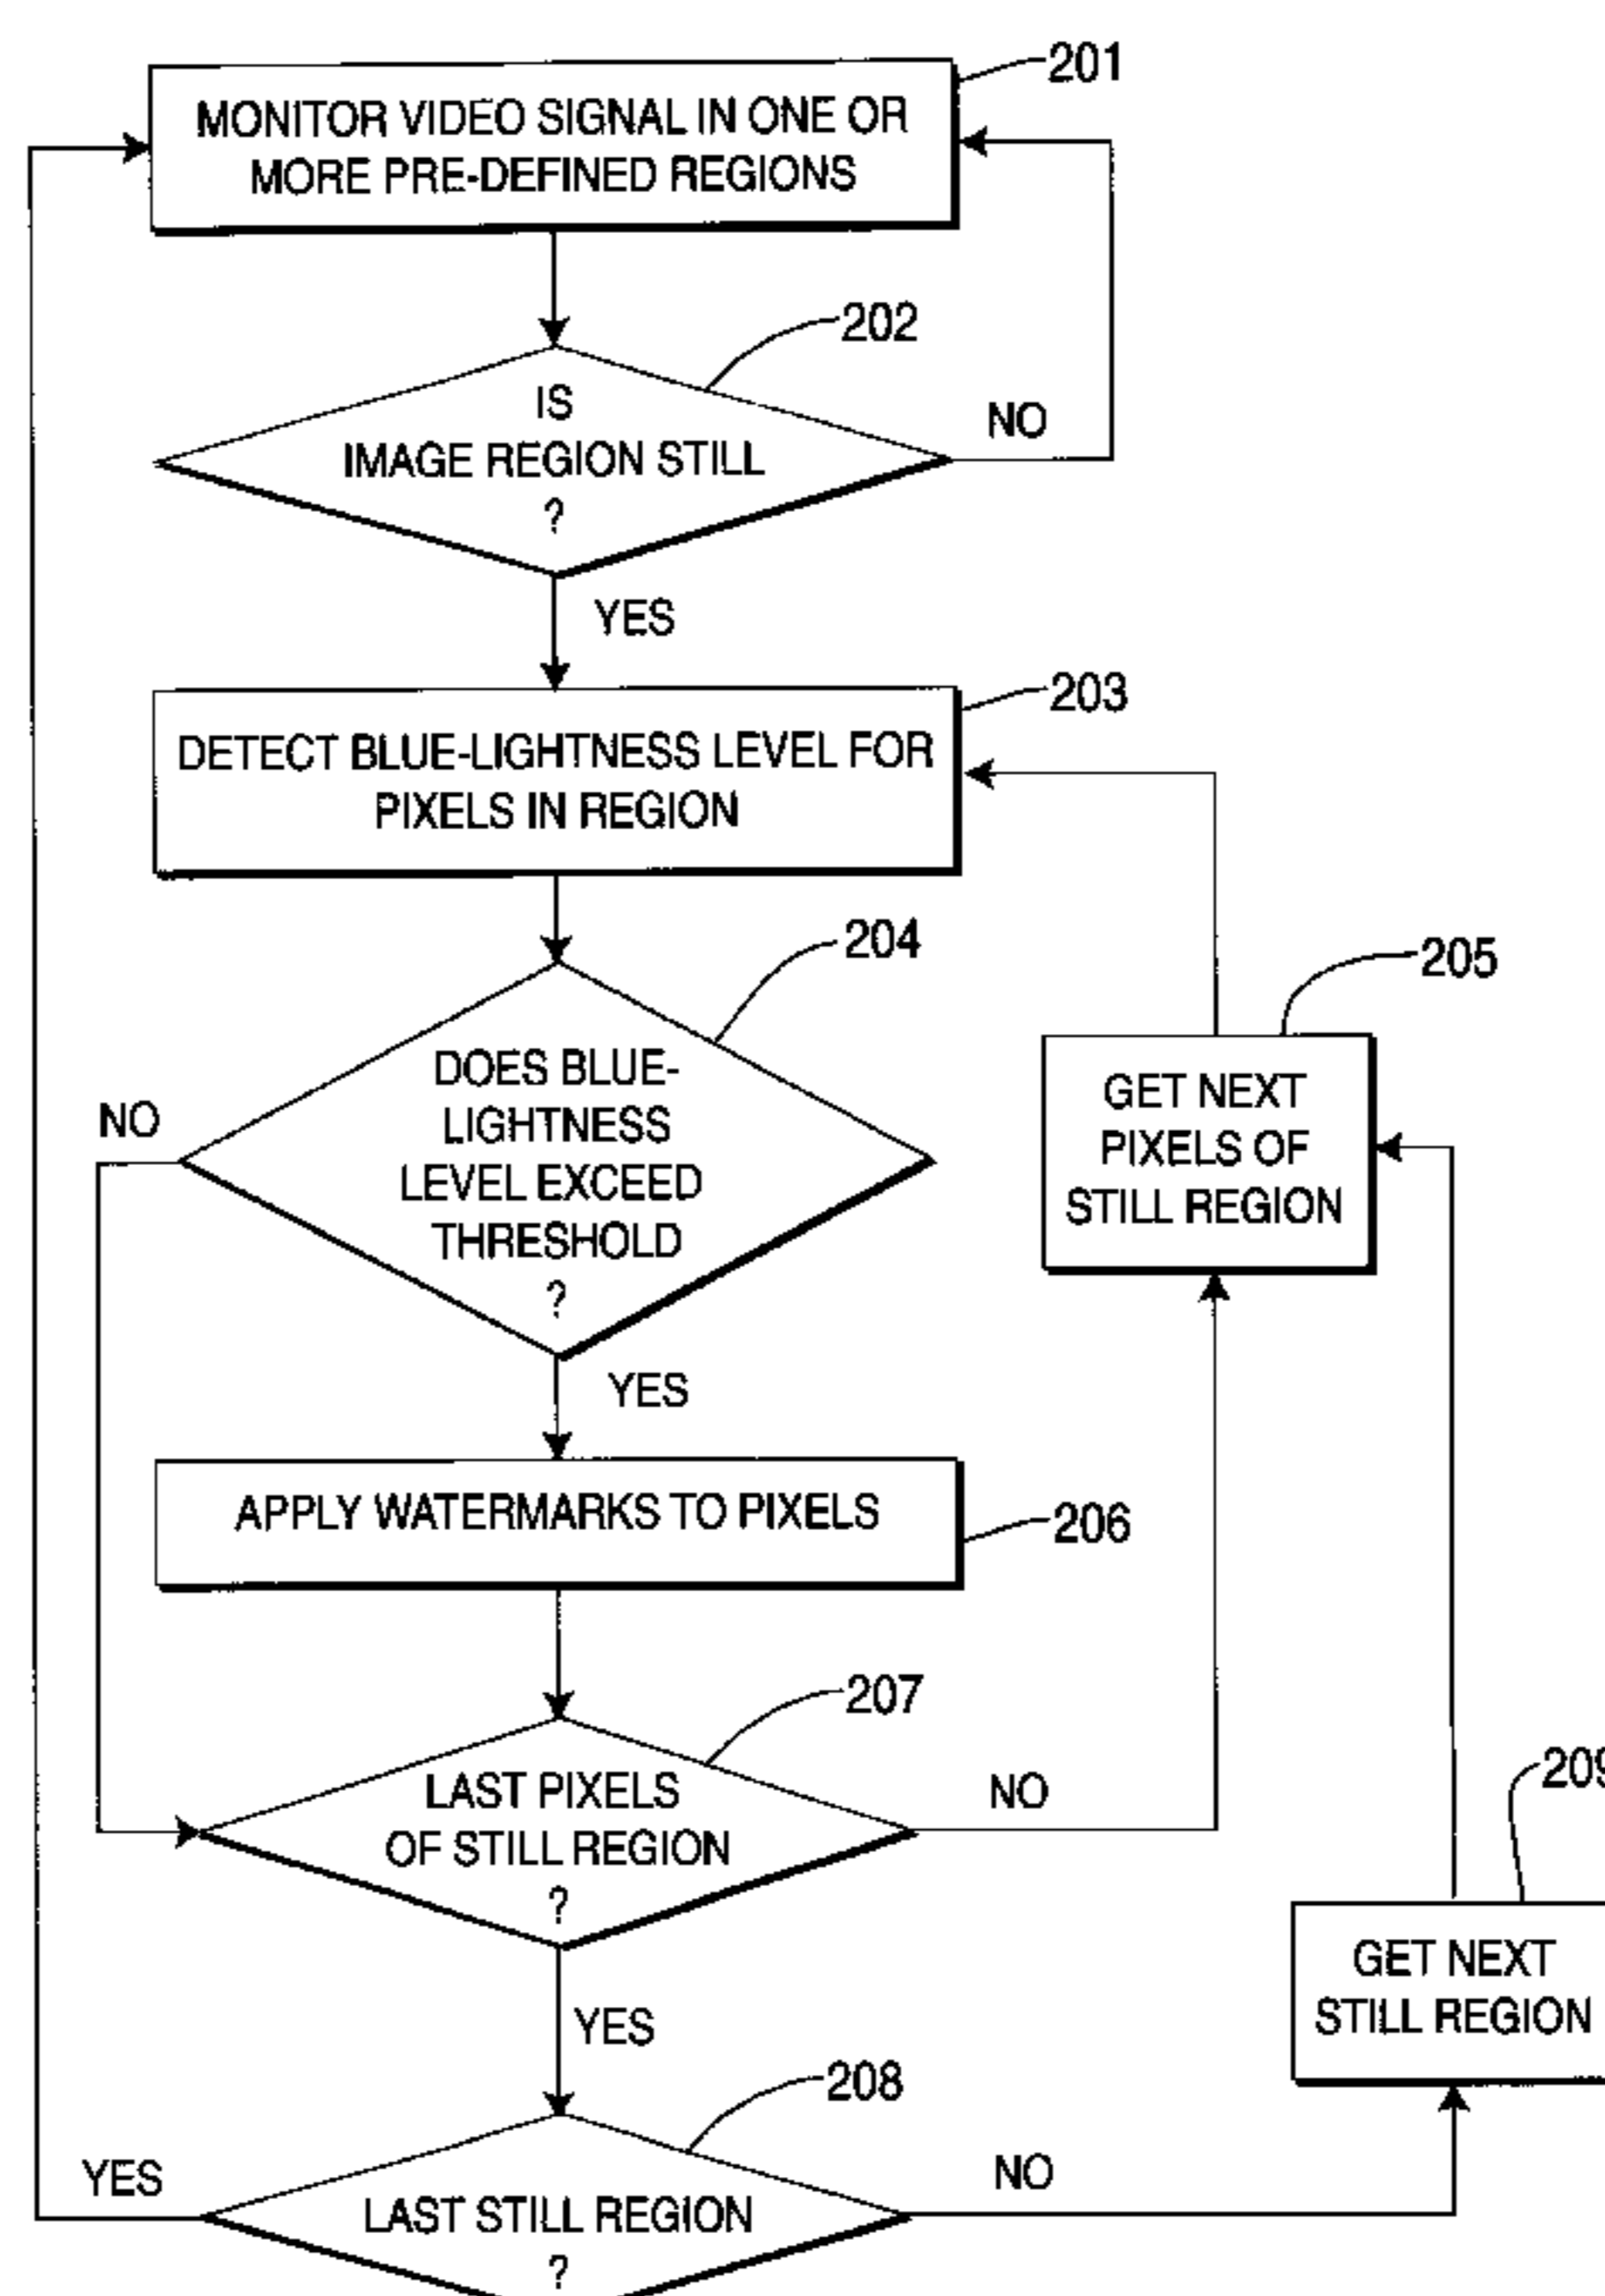 201
MONITOR VIDEO SIGNAL IN ONE OR
MORE PRE-DEFINED REGIONS
202
IS
IMAGE REGION STILL
?
NO
YES
203
DETECT BLUE-LIGHTNESS LEVEL FOR
PIXELS IN REGION
204
DOES BLUE-
LIGHTNESS
LEVEL EXCEED
THRESHOLD
?
NO
205
GET NEXT
PIXELS OF
STILL REGION
YES
APPLY WATERMARKS TO PIXELS
206
207
LAST PIXELS
OF STILL REGION
?
NO
209
GET NEXT
STILL REGION
YES
208
YES
LAST STILL REGION
?
NO